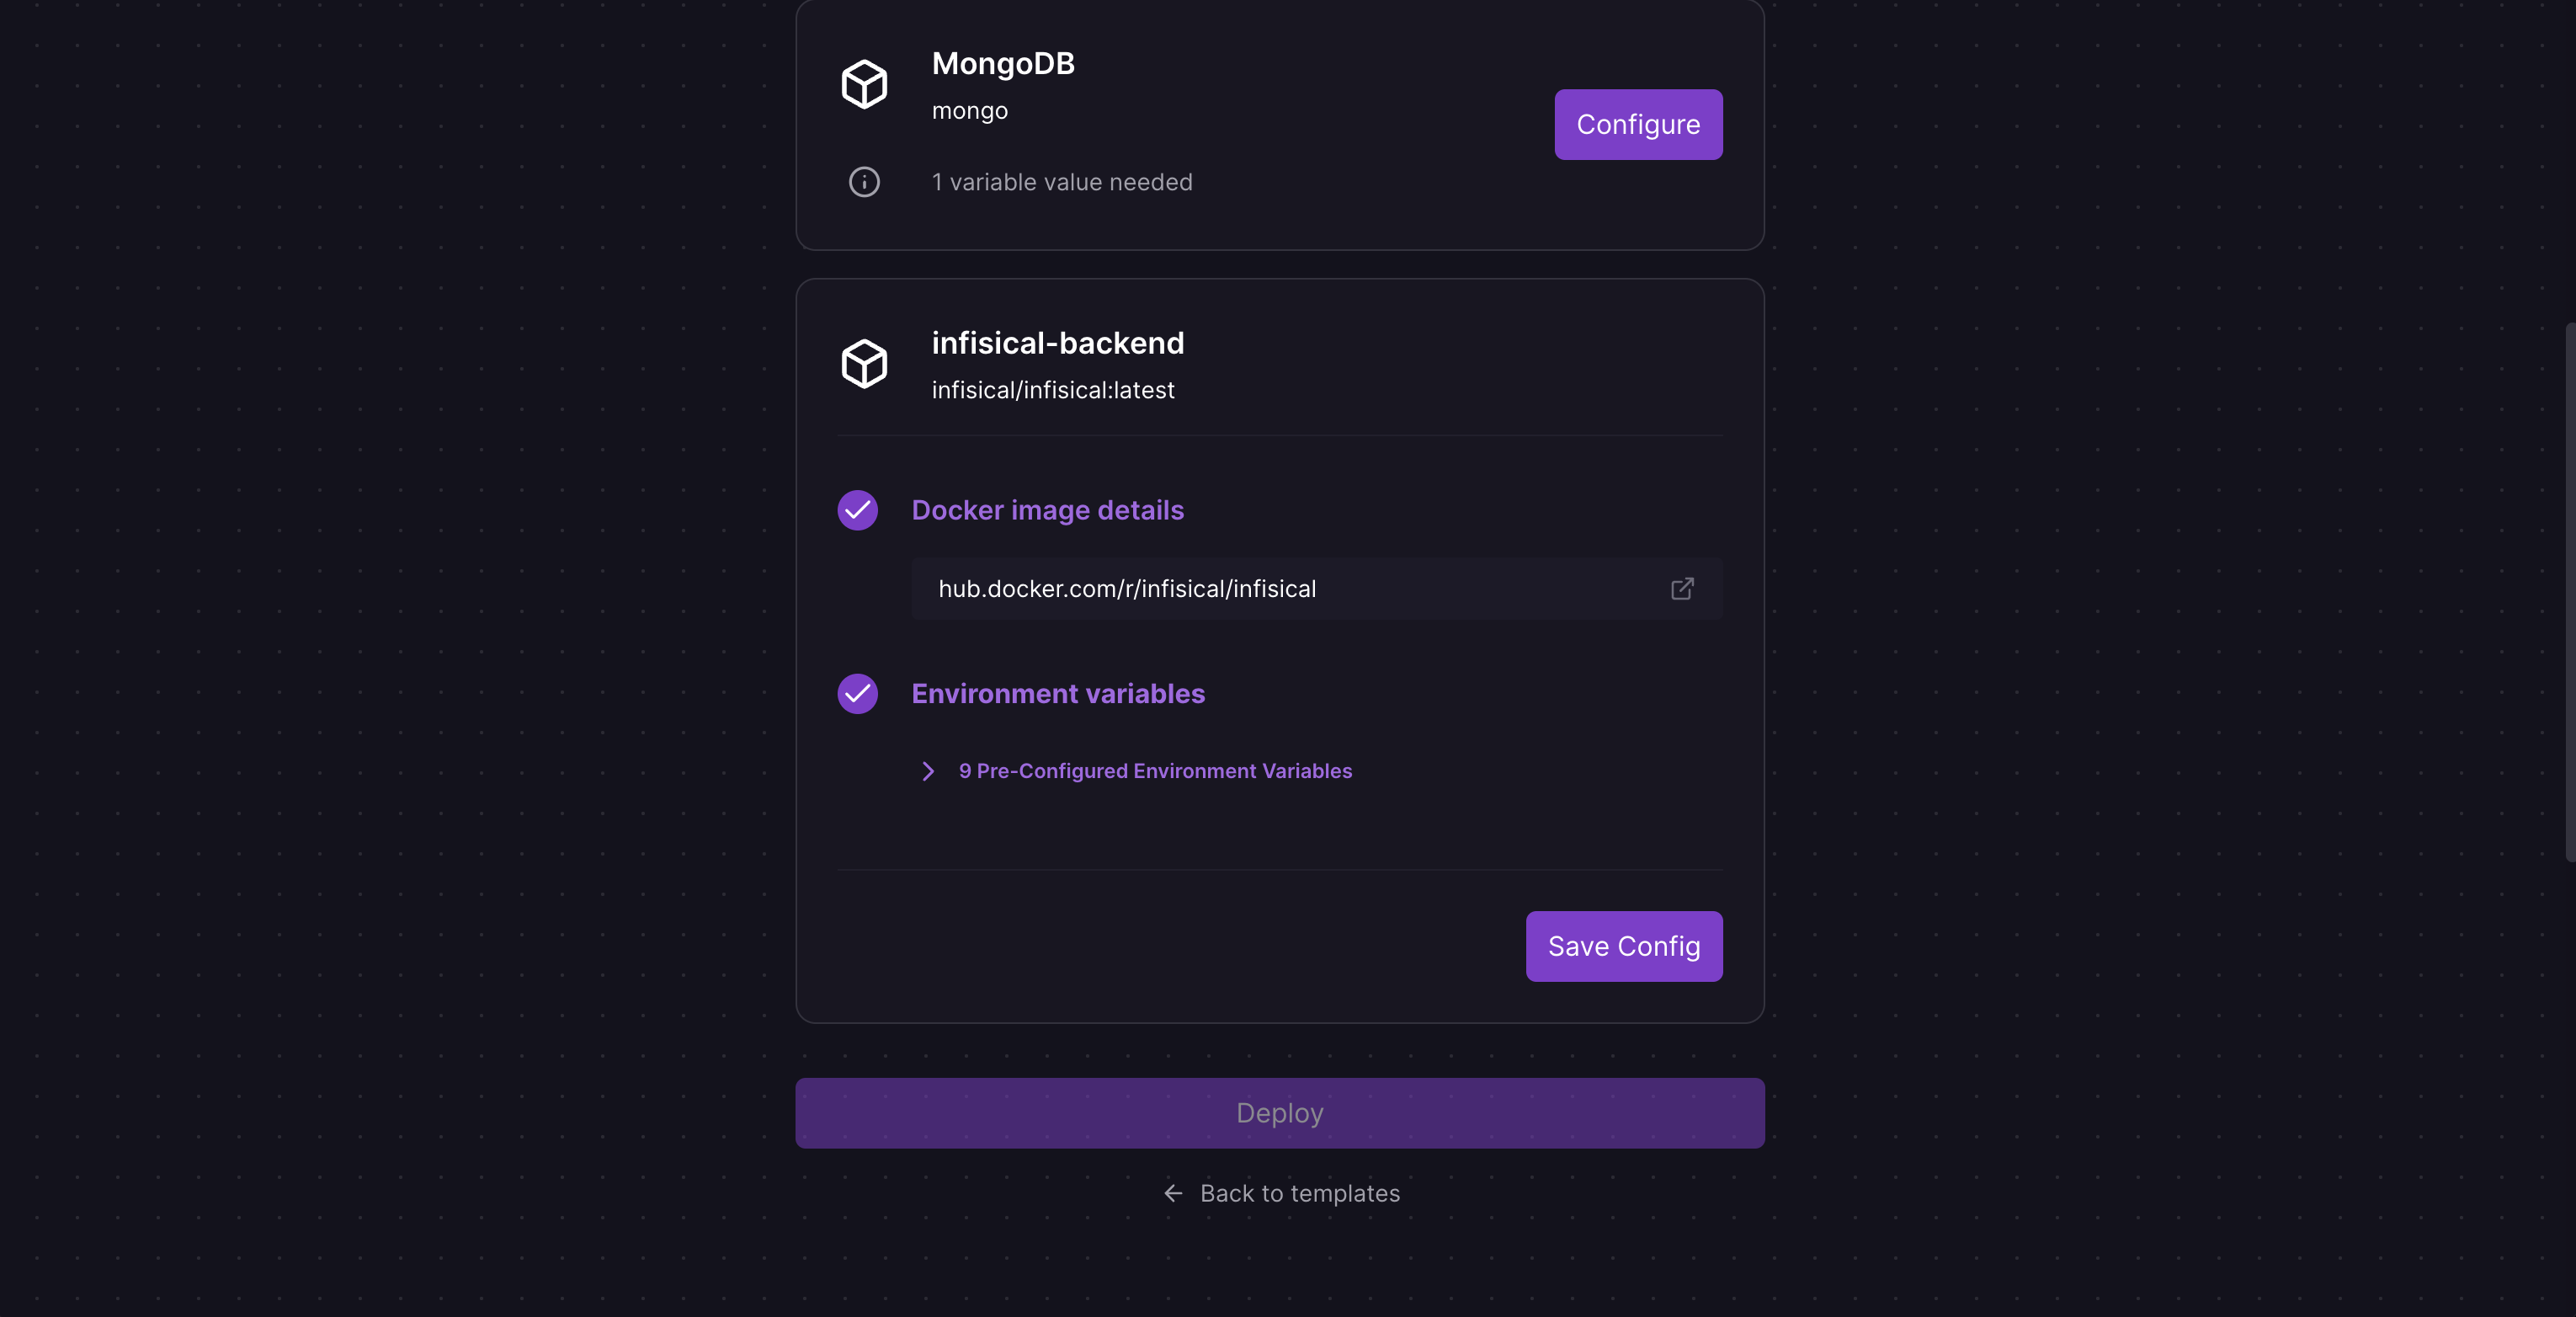 MongoDB
mongo
Configure
1 variable value needed
infisical-backend
infisical/infisical:latest
Docker image details
hub.docker.com/r/infisical/infisical
Environment variables
9 Pre-Configured Environment Variables
Save Config
Deploy
Back to templates